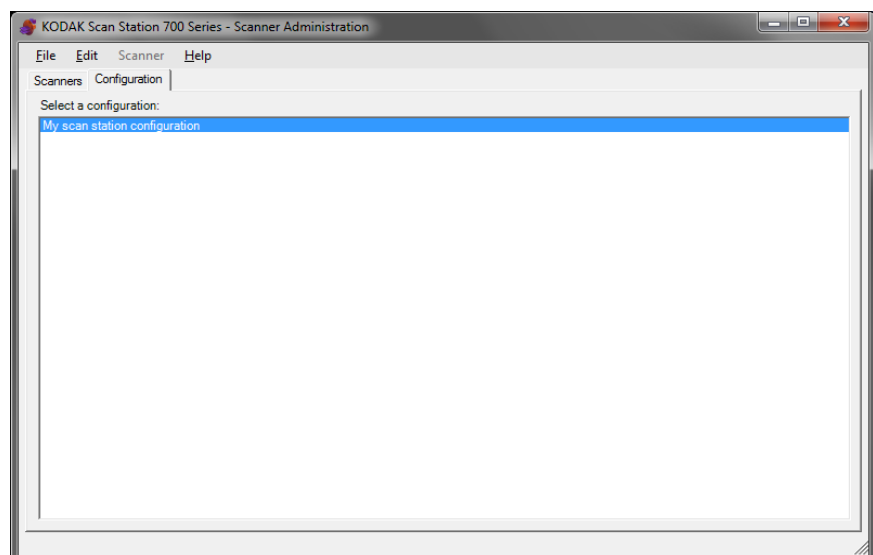 KODAK Scan Station 700 Series - Scanner Administration
File Edit Scanner Help
Scanners Configuration
Select a configuration:
My scan station configuration